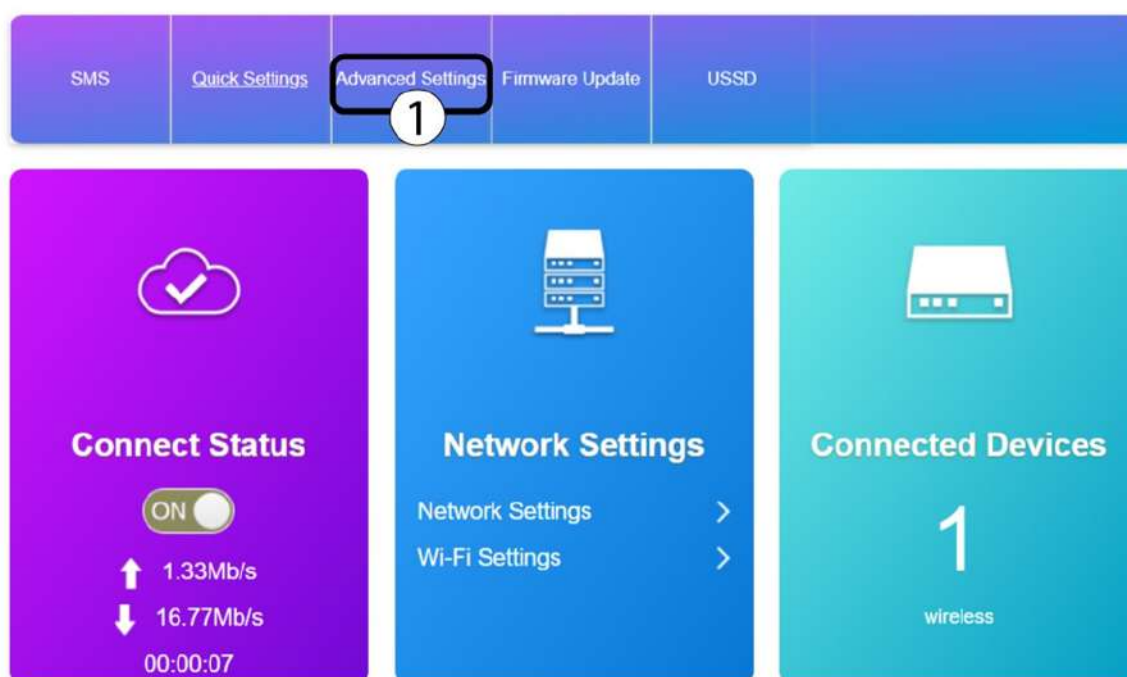 SMS
Quick Settings
Advanced Settings
Firmware Update
USSD
1
Connect Status
ON
1.33Mb/s
16.77Mb/s
00:00:07
Network Settings
Network Settings
Wi-Fi Settings
Connected Devices
1
wireless